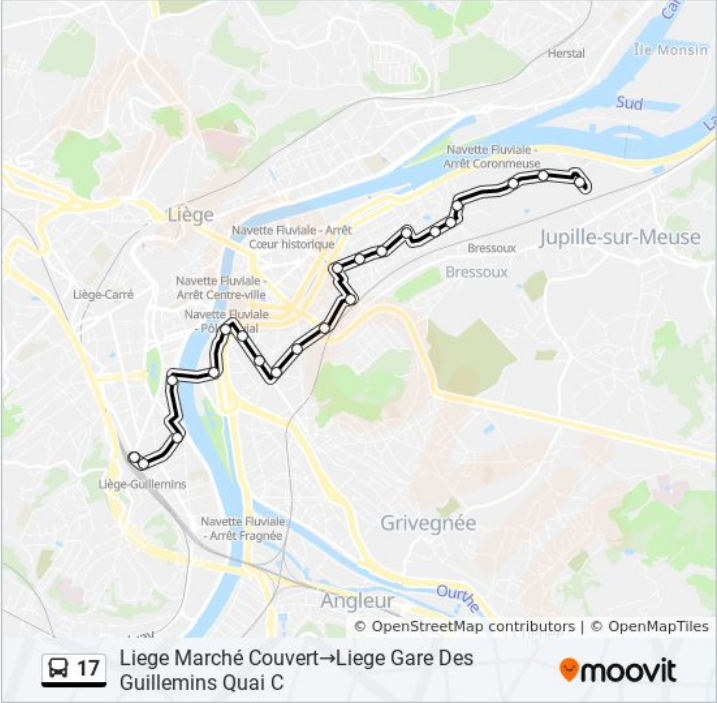 Ca
Herstal
Île Monsin
Sud
La
Navette Fluviale -
Arrêt Coronmeuse
Liège
Navette Fluviale - Arrêt
Cœur historique
Jupille-sur-Meuse
Bressoux
Bressoux
Navette Fluviale -
Arrêt Centre-ville
Liège-Carré
Navette Fluviale
Liège-Guillemins
Navette Fluviale
- Arrêt Fragnée
Grivegnée
Ourthe
Angleur
© OpenStreetMap contributors | © OpenMapTiles
17
Liege Marché Couvert→Liege Gare Des
Guillemins Quai C
moovit